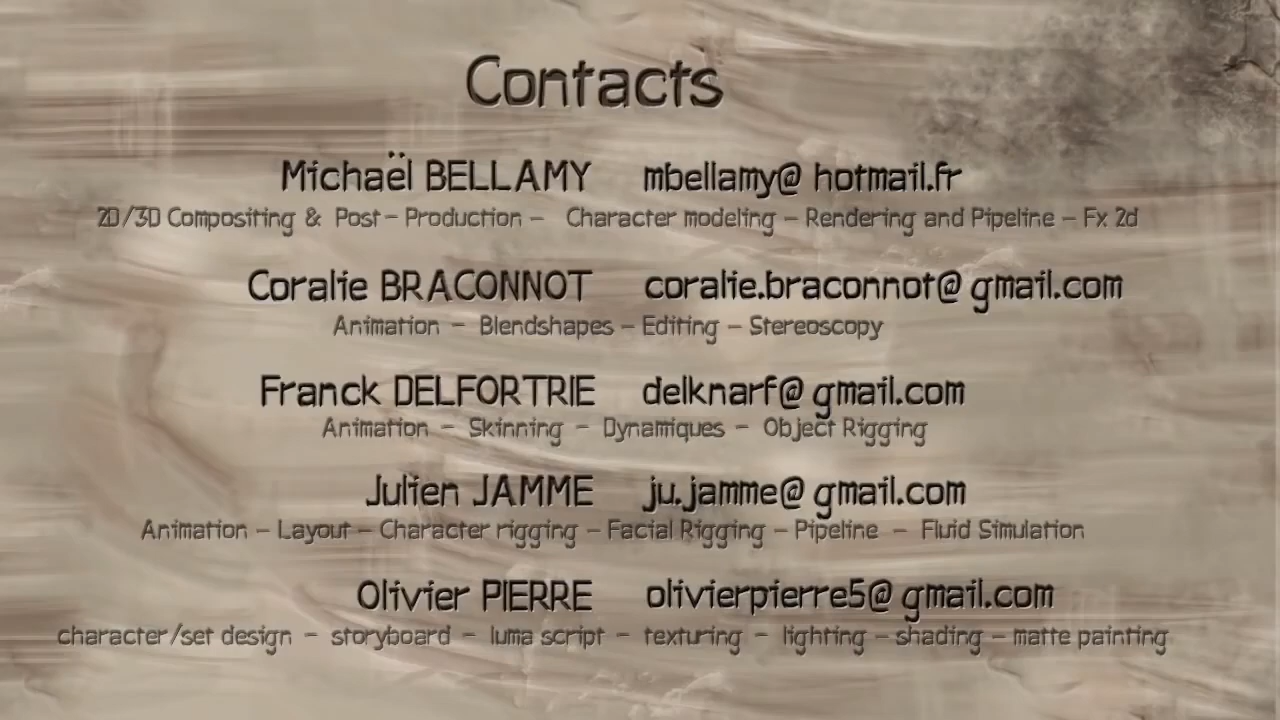 Contacts
Michaël BELLAMY mbellamy@ hotmail.fr
2D/3D Compositing & Post- Production - Character modeling - Rendering and Pipeline - Fx 2d
Coralie BRACONNOT coralie.braconnot@ gmail.com
Animation - Blendshapes - Editing - Stereoscopy
Franck DELFORTRIE delknarf@ gmail.com
Animation - Skinning - Dynamiques - Object Rigging
Julien JAMME ju.jamme@ gmail.com
Animation - Layout - Character rigging - Facial Rigging - Pipeline - Fluid Simulation
Olivier PIERRE olivierpierre5@ gmail.com
character/set design - storyboard - luma script - texturing - lighting - shading - matte painting